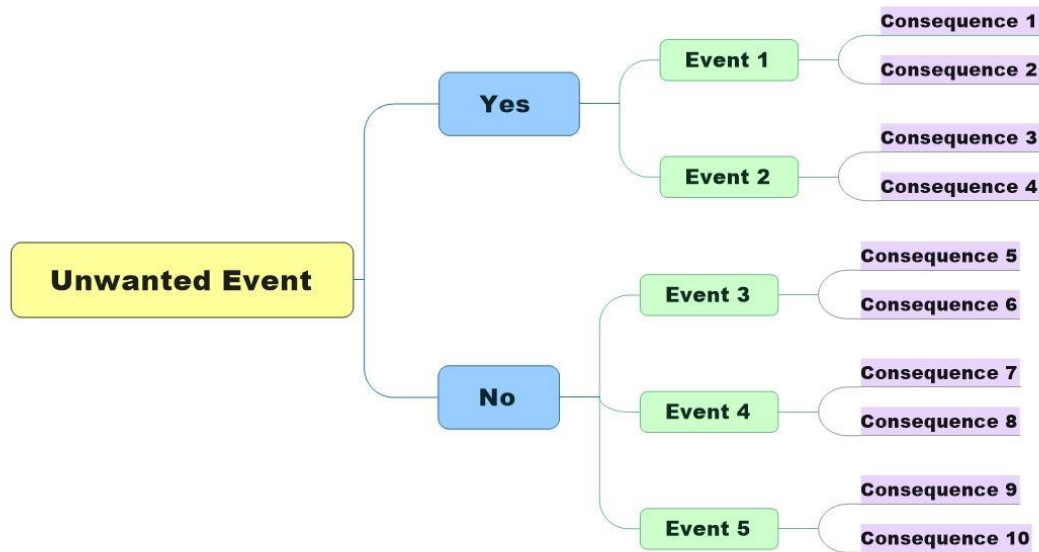 Unwanted Event
Yes
Event 1
Consequence 1
Consequence 2
Event 2
Consequence 3
Consequence 4
No
Event 3
Consequence 5
Consequence 6
Event 4
Consequence 7
Consequence 8
Event 5
Consequence 9
Consequence 10